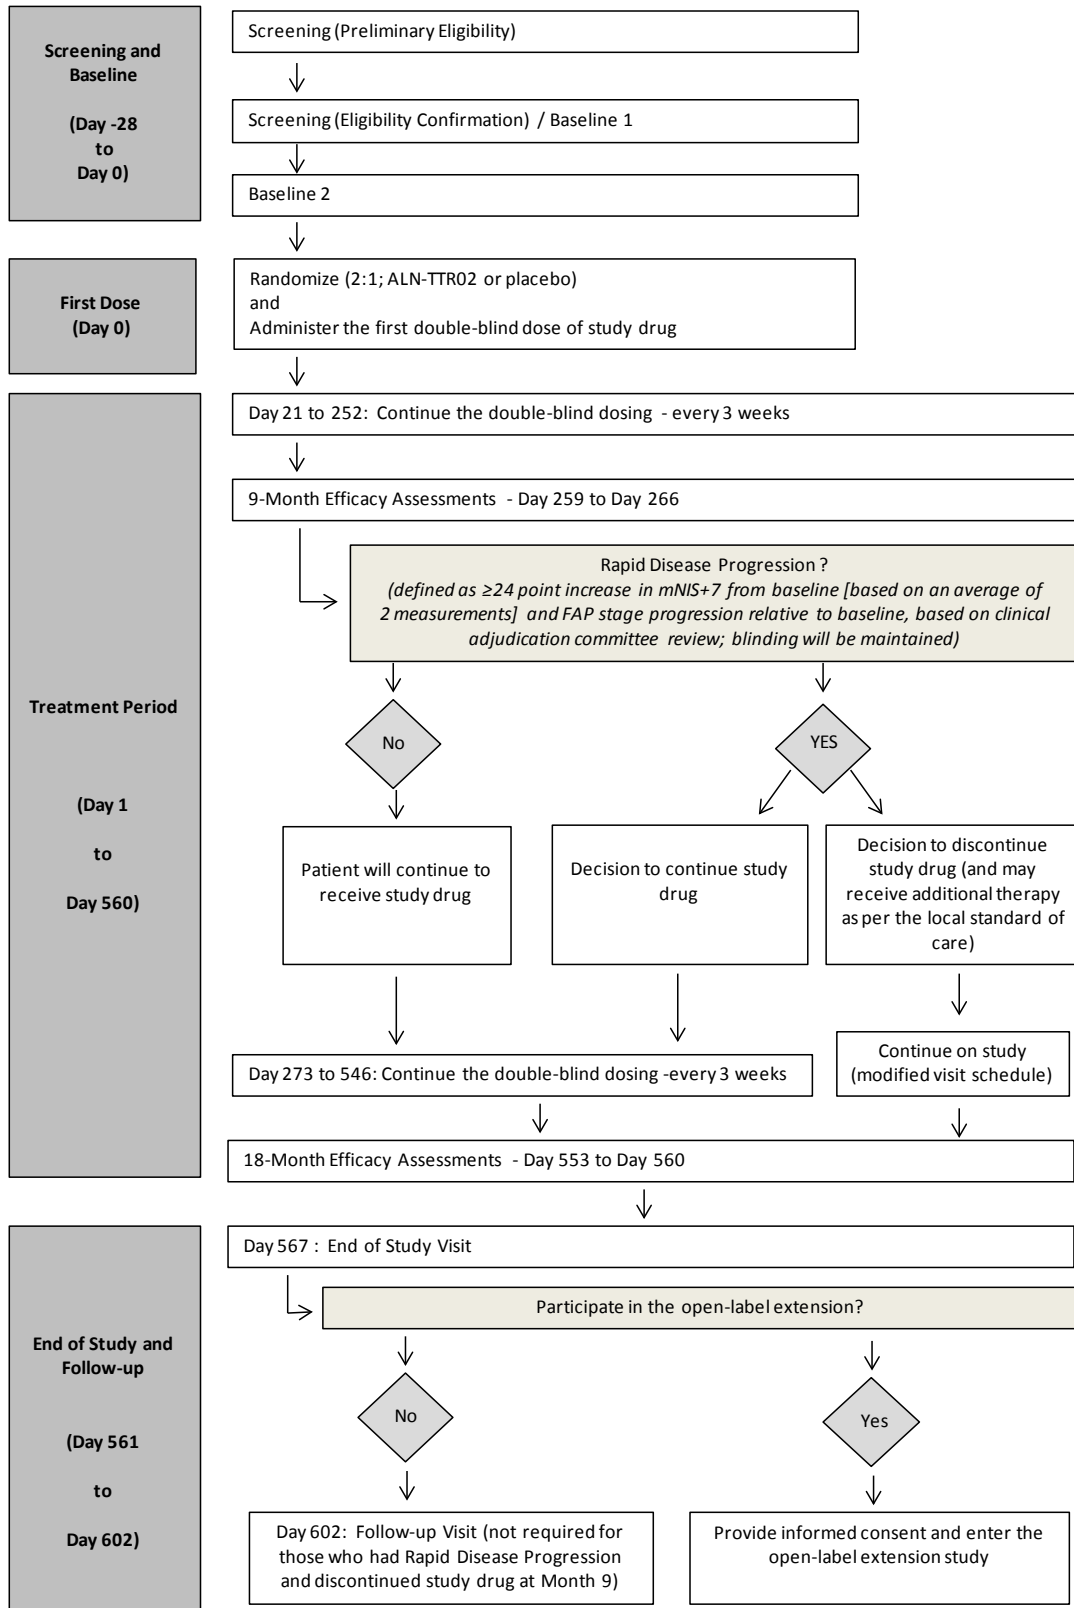 Screening and
Baseline
(Day -28
to
Day 0)
Screening (Preliminary Eligibility)
Screening (Eligibility Confirmation) / Baseline 1
Baseline 2
First Dose
(Day 0)
Randomize (2:1; ALN-TTR02 or placebo)
and
Administer the first double-blind dose of study drug
Treatment Period
(Day 1
to
Day 560)
Day 21 to 252: Continue the double-blind dosing - every 3 weeks
9-Month Efficacy Assessments - Day 259 to Day 266
Rapid Disease Progression ?
(defined as ≥24 point increase in mNIS+7 from baseline [based on an average of
2 measurements] and FAP stage progression relative to baseline, based on clinical
adjudication committee review; blinding will be maintained)
No
YES
Patient will continue to
receive study drug
Decision to continue study
drug
Decision to discontinue
study drug (and may
receive additional therapy
as per the local standard of
care)
Day 273 to 546: Continue the double-blind dosing -every 3 weeks
Continue on study
(modified visit schedule)
18-Month Efficacy Assessments - Day 553 to Day 560
End of Study and
Follow-up
(Day 561
to
Day 602)
Day 567 : End of Study Visit
Participate in the open-label extension?
No
Yes
Day 602: Follow-up Visit (not required for
those who had Rapid Disease Progression
and discontinued study drug at Month 9)
Provide informed consent and enter the
open-label extension study